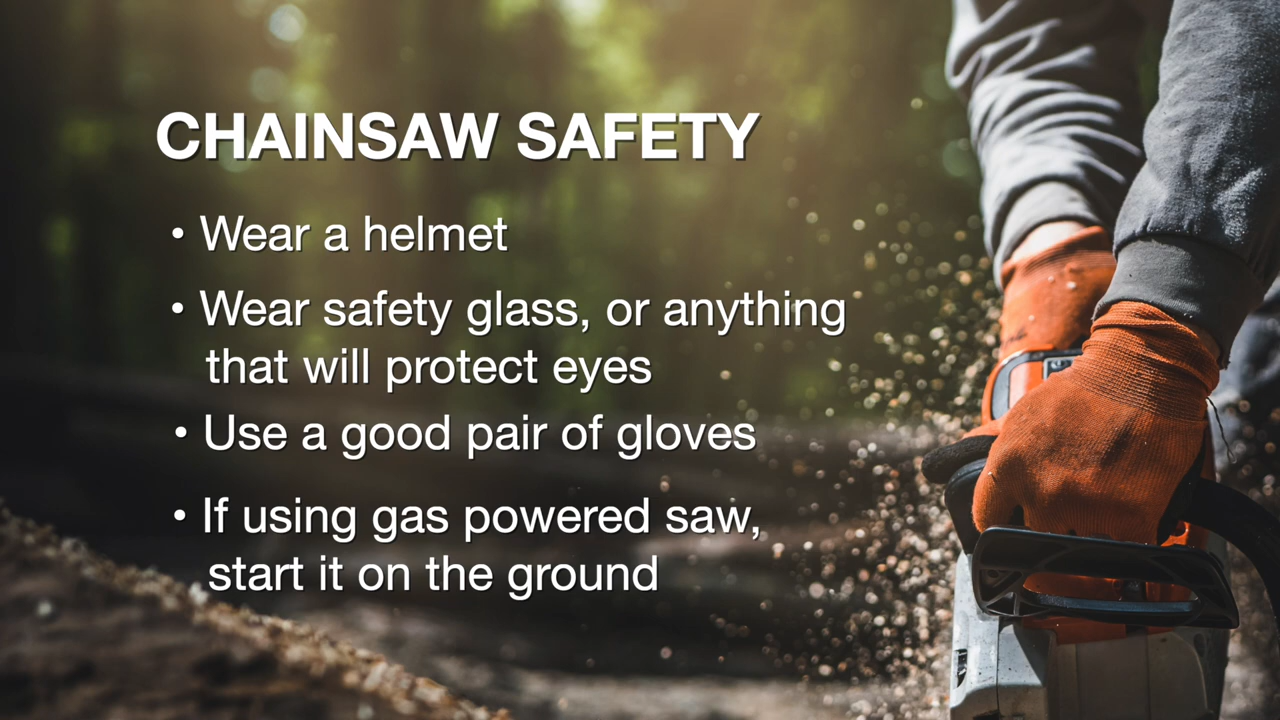 CHAINSAW SAFETY
• Wear a helmet
• Wear safety glass, or anything
that will protect eyes
• Use a good pair of gloves
• If using gas powered saw,
start it on the ground